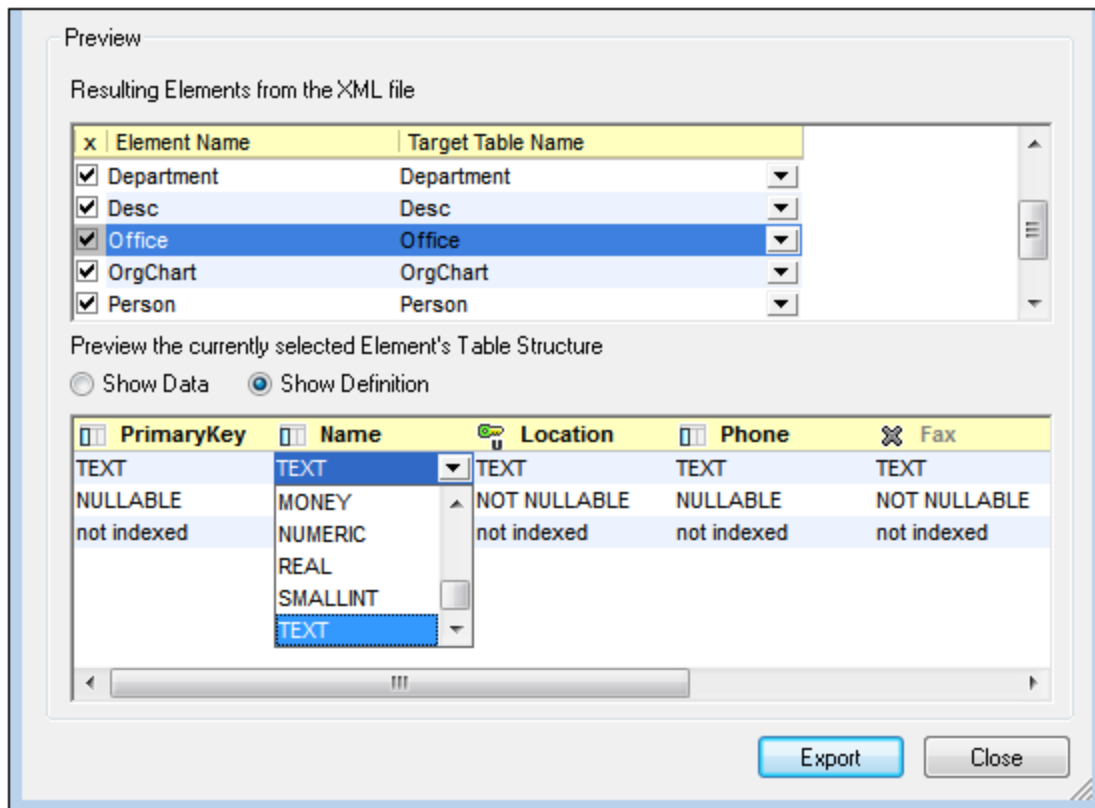 Preview
Resulting Elements from the XML file
x Element Name Target Table Name
Department Department
Desc Desc
Office Office
OrgChart OrgChart
Person Person
Preview the currently selected Element's Table Structure
Show Data Show Definition
PrimaryKey Name U Location Phone Fax
TEXT TEXT TEXT TEXT TEXT
NULLABLE MONEY NOT NULLABLE NULLABLE NOT NULLABLE
not indexed NUMERIC not indexed not indexed not indexed
REAL
SMALLINT
TEXT
Export Close